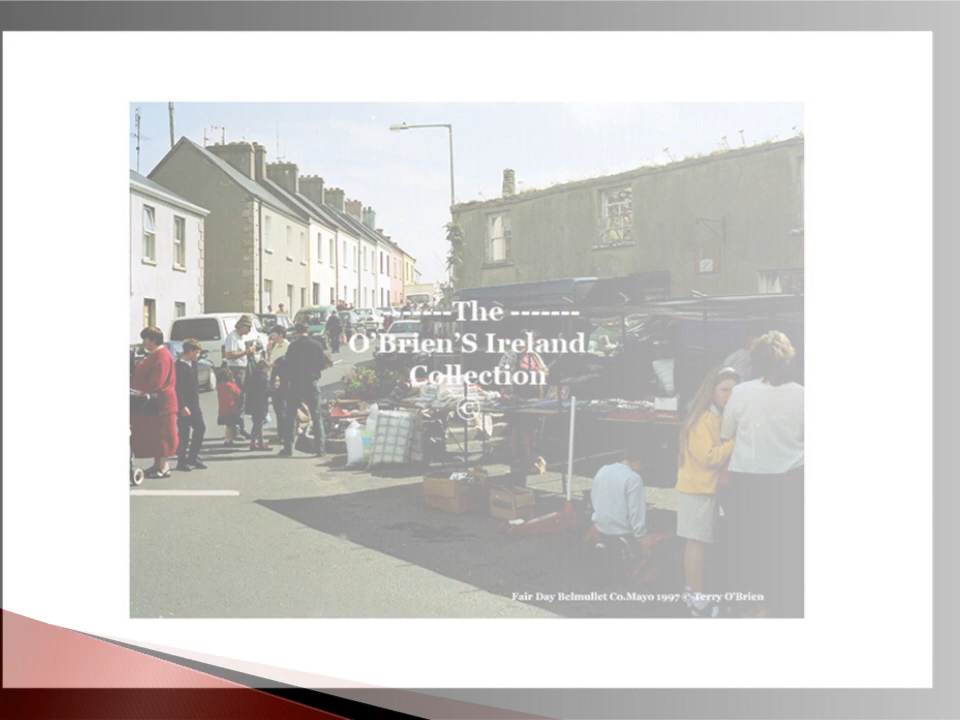 -------The -------
O'Brien'S Ireland
Collection
©
Fair Day Belmullet Co.Mayo 1997 © Terry O'Brien